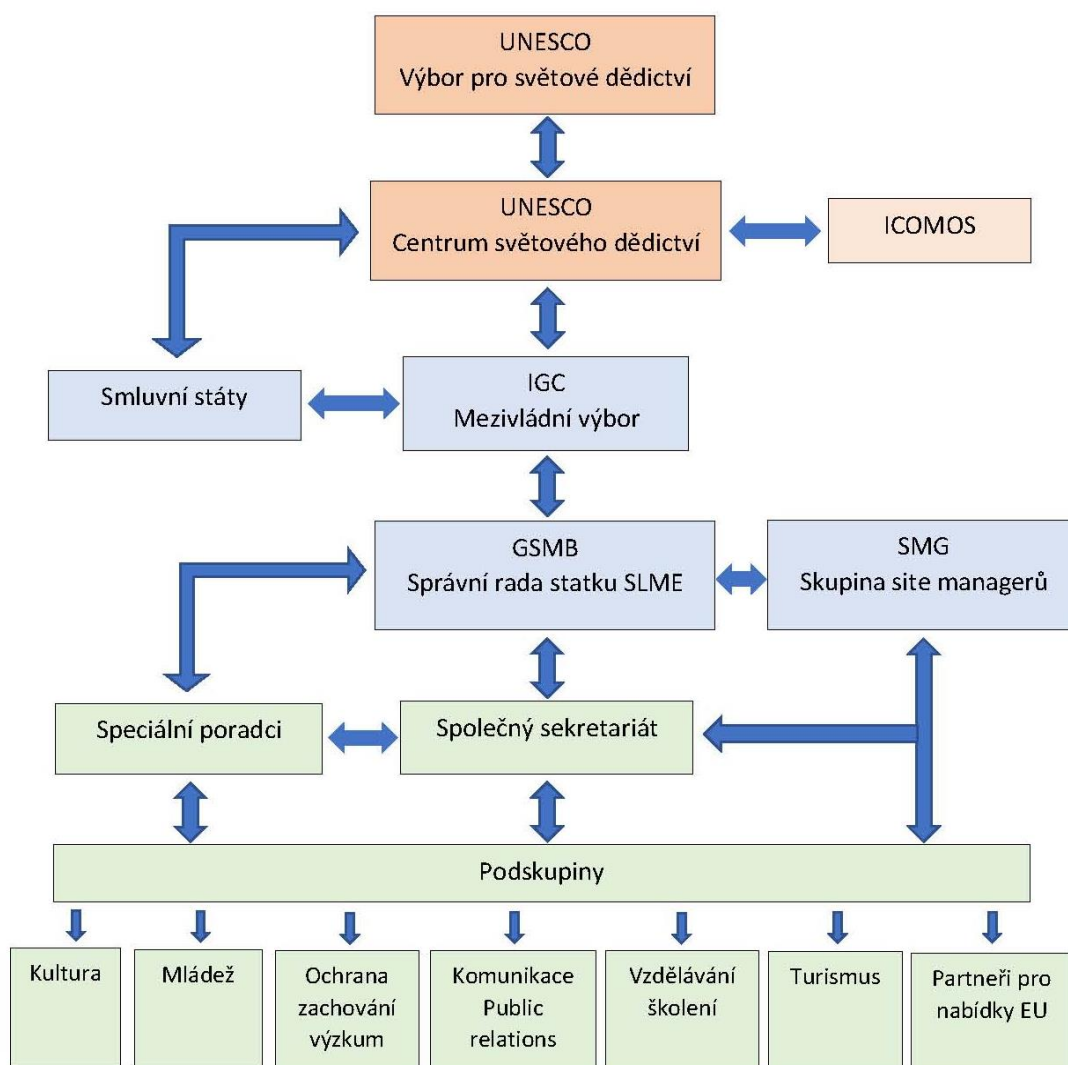 UNESCO
Výbor pro světové dědictví
UNESCO
Centrum světového dědictví
ICOMOS
Smluvní státy
IGC
Mezivládní výbor
GSMB
Správní rada statku SLME
SMG
Skupina site managerů
Speciální poradci
Společný sekretariát
Podskupiny
Kultura
Mládež
Ochrana
zachování
výzkum
Komunikace
Public
relations
Vzdělávání
školení
Turismus
Partneři pro
nabídky EU